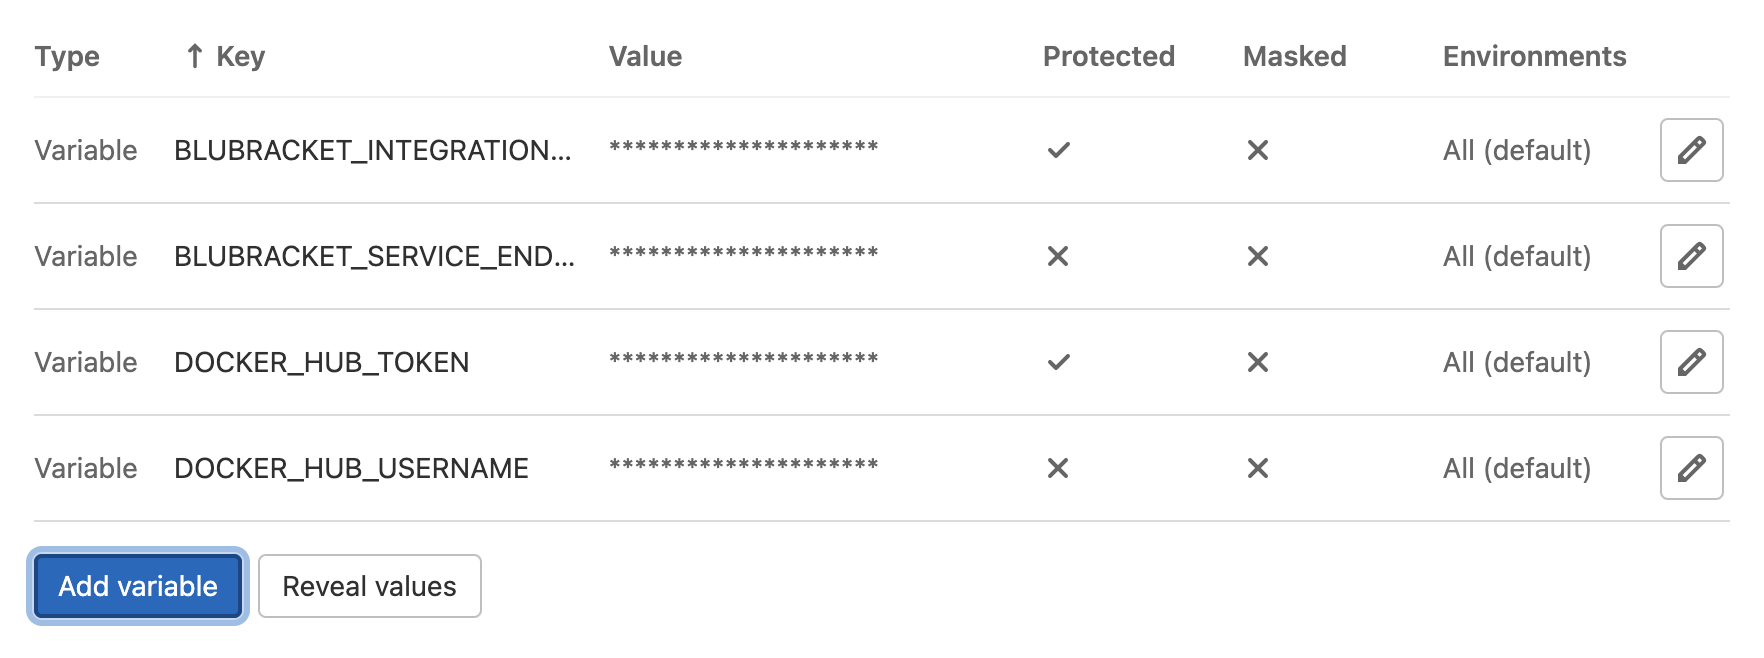 Type ↑ Key Value Protected Masked Environments
Variable BLUBRACKET_INTEGRATION... ********************* ✓ ✕ All (default)
Variable BLUBRACKET_SERVICE_END... ********************* ✕ ✕ All (default)
Variable DOCKER_HUB_TOKEN ********************* ✓ ✕ All (default)
Variable DOCKER_HUB_USERNAME ********************* ✕ ✕ All (default)
Add variable Reveal values